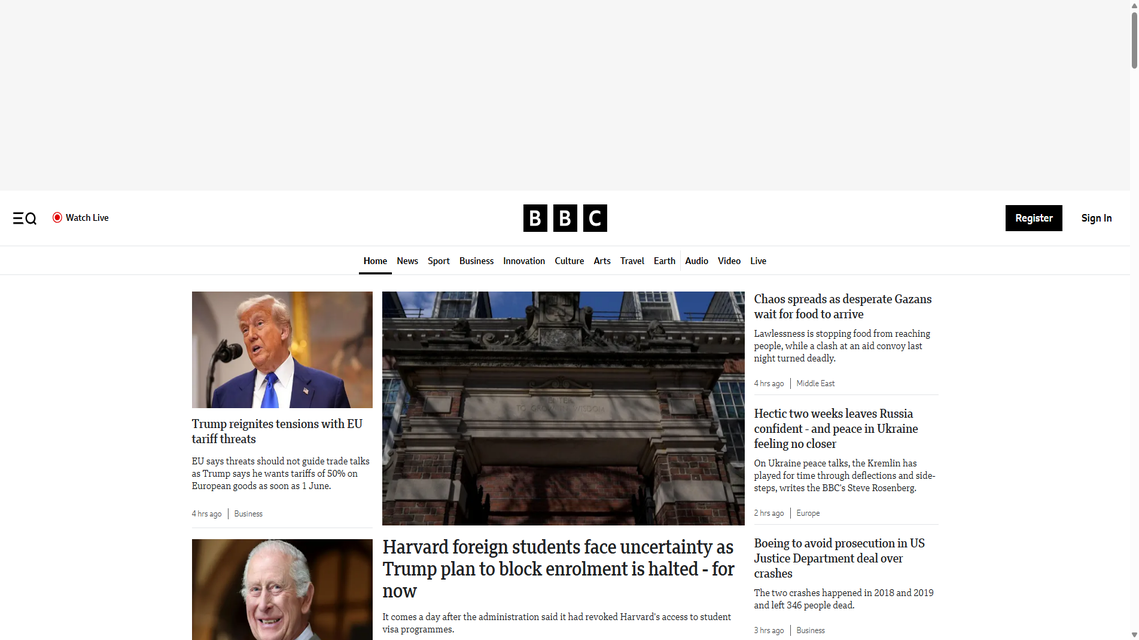 Watch Live
BBC
Register
Sign In
Home
News
Sport
Business
Innovation
Culture
Arts
Travel
Earth
Audio
Video
Live
Trump reignites tensions with EU
tariff threats
EU says threats should not guide trade talks
as Trump says he wants tariffs of 50% on
European goods as soon as 1 June.
4 hrs ago | Business
Harvard foreign students face uncertainty as
Trump plan to block enrolment is halted - for
now
It comes a day after the administration said it had revoked Harvard's access to student
visa programmes.
Chaos spreads as desperate Gazans
wait for food to arrive
Lawlessness is stopping food from reaching
people, while a clash at an aid convoy last
night turned deadly.
4 hrs ago | Middle East
Hectic two weeks leaves Russia
confident - and peace in Ukraine
feeling no closer
On Ukraine peace talks, the Kremlin has
played for time through deflections and side-
steps, writes the BBC's Steve Rosenberg.
2 hrs ago | Europe
Boeing to avoid prosecution in US
Justice Department deal over
crashes
The two crashes happened in 2018 and 2019
and left 346 people dead.
3 hrs ago | Business